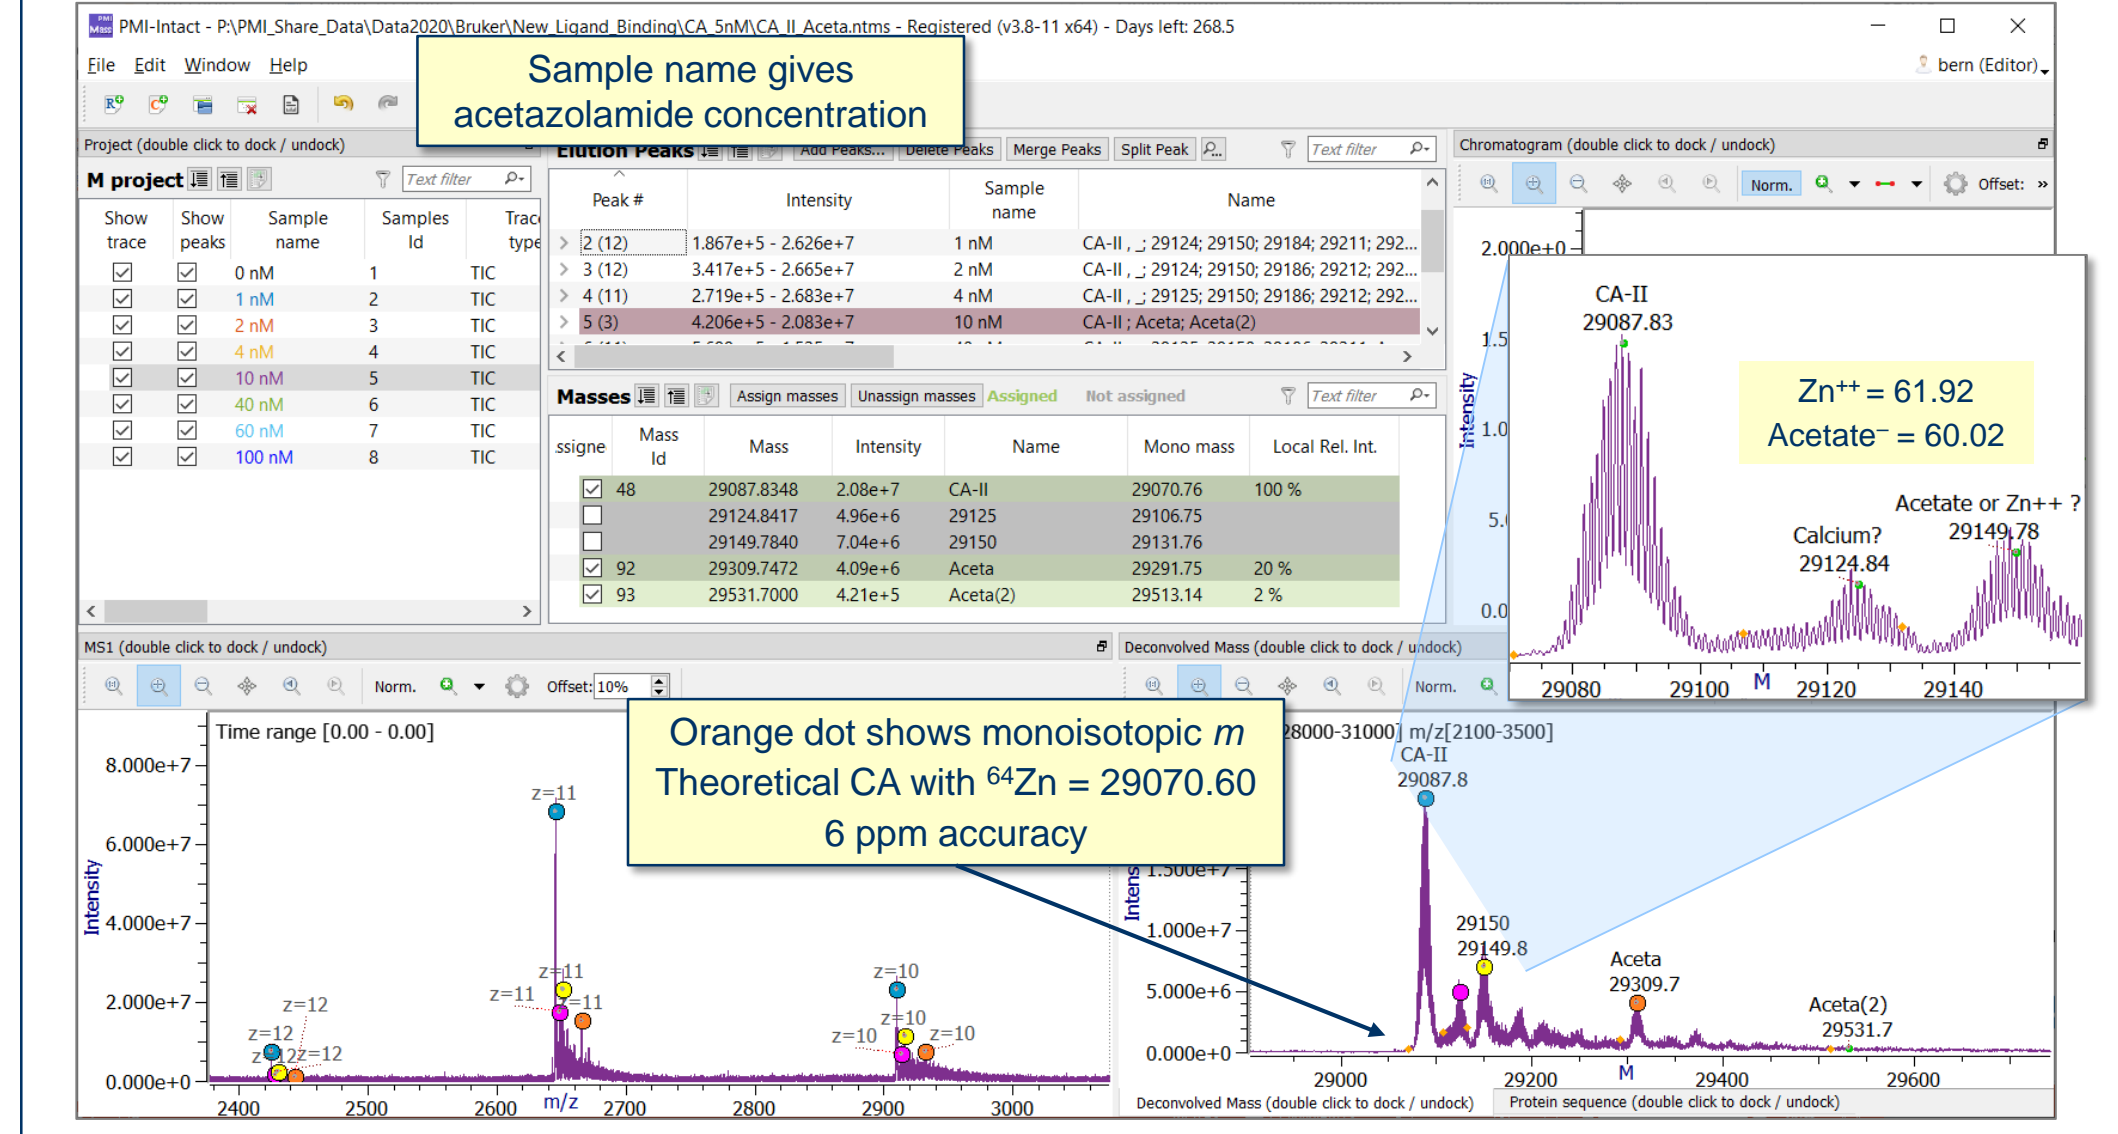 PMI-Intact - P:\PMI_Share_Data\Data2020\Bruker\New_Ligand_Binding\CA_5nM\CA_II_Aceta.ntms - Registered (v3.8-11 x64) - Days left: 268.5
File Edit Window Help
bern (Editor)
Sample name gives
acetazolamide concentration
Project (double click to dock / undock)
M project
Text filter
Show trace Show peaks Sample name Samples Id Trace type
0 nM 1 TIC
1 nM 2 TIC
2 nM 3 TIC
4 nM 4 TIC
10 nM 5 TIC
40 nM 6 TIC
60 nM 7 TIC
100 nM 8 TIC
Elution Peaks Add Peaks... Delete Peaks Merge Peaks Split Peak Text filter
Peak # Intensity Sample name Name
2 (12) 1.867e+5 - 2.626e+7 1 nM CA-II , _; 29124; 29150; 29184; 29211; 292...
3 (12) 3.417e+5 - 2.665e+7 2 nM CA-II , _; 29124; 29150; 29186; 29212; 292...
4 (11) 2.719e+5 - 2.683e+7 4 nM CA-II , _; 29125; 29150; 29186; 29212; 292...
5 (3) 4.206e+5 - 2.083e+7 10 nM CA-II ; Aceta; Aceta(2)
Masses Assign masses Unassign masses Assigned Not assigned Text filter
ssigne Mass Id Mass Intensity Name Mono mass Local Rel. Int.
48 29087.8348 2.08e+7 CA-II 29070.76 100 %
29124.8417 4.96e+6 29125 29106.75
29149.7840 7.04e+6 29150 29131.76
92 29309.7472 4.09e+6 Aceta 29291.75 20 %
93 29531.7000 4.21e+5 Aceta(2) 29513.14 2 %
Chromatogram (double click to dock / undock)
Norm. Offset: »
2.000e+0
1.5
1.0
5.0
0.0
Intensity
CA-II
29087.83
Zn⁺⁺ = 61.92
Acetate⁻ = 60.02
Acetate or Zn++ ?
29149.78
Calcium?
29124.84
29080 29100 M 29120 29140
MS1 (double click to dock / undock)
Norm. Offset: 10%
Time range [0.00 - 0.00]
8.000e+7
6.000e+7
4.000e+7
2.000e+7
0.000e+0
Intensity
z=11
z=11
z=11
z=11
z=12
z=12
z=12
z=12
z=10
z=10
z=10
z=10
2400 2500 2600 m/z 2700 2800 2900 3000
Orange dot shows monoisotopic m
Theoretical CA with ⁶⁴Zn = 29070.60
6 ppm accuracy
Deconvolved Mass (double click to dock / undock)
Norm.
28000-31000] m/z[2100-3500]
CA-II
29087.8
1.500e+7
1.000e+7
5.000e+6
0.000e+0
Intens
29150
29149.8
Aceta
29309.7
Aceta(2)
29531.7
29000 29200 M 29400 29600
Deconvolved Mass (double click to dock / undock) Protein sequence (double click to dock / undock)